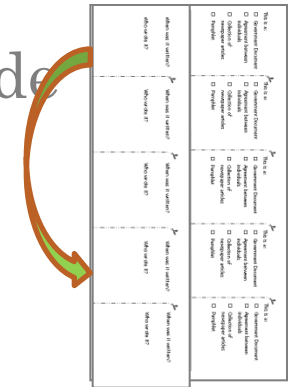 de
This is a:
☐ Government Document
☐ Agreement between
individuals
☐ Collection of
newspaper articles
☐ Pamphlet
When was it written?
Who wrote it?
This is a:
☐ Government Document
☐ Agreement between
individuals
☐ Collection of
newspaper articles
☐ Pamphlet
When was it written?
Who wrote it?
This is a:
☐ Government Document
☐ Agreement between
individuals
☐ Collection of
newspaper articles
☐ Pamphlet
When was it written?
Who wrote it?
This is a:
☐ Government Document
☐ Agreement between
individuals
☐ Collection of
newspaper articles
☐ Pamphlet
When was it written?
Who wrote it?
This is a:
☐ Government Document
☐ Agreement between
individuals
☐ Collection of
newspaper articles
☐ Pamphlet
When was it written?
Who wrote it?